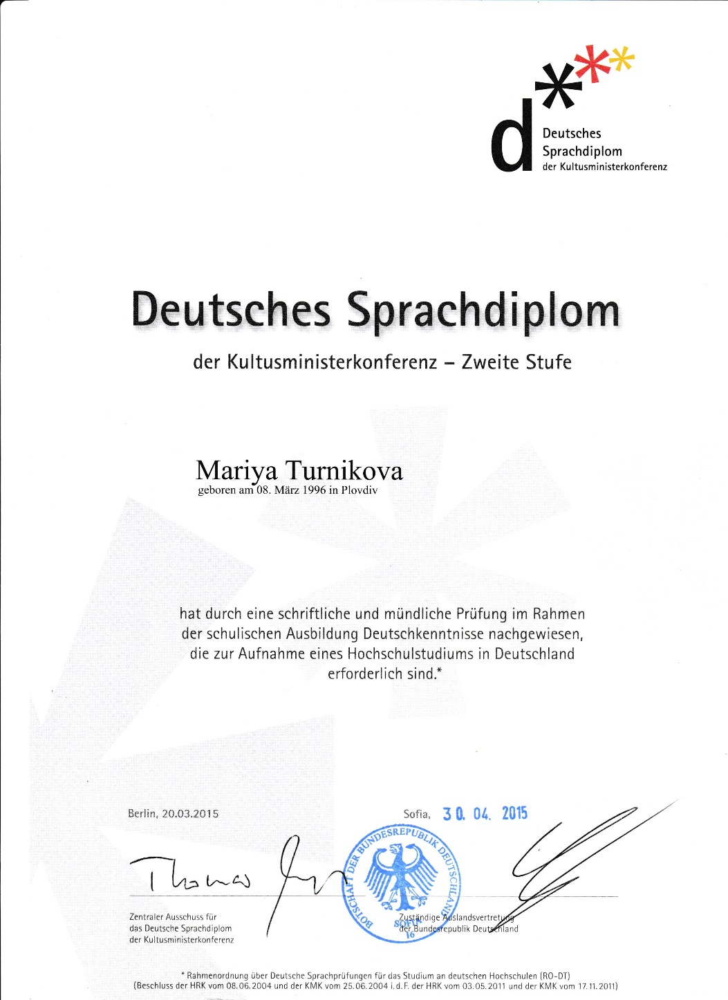 d
Deutsches
Sprachdiplom
der Kultusministerkonferenz
Deutsches Sprachdiplom
der Kultusministerkonferenz – Zweite Stufe
Mariya Turnikova
geboren am 08. März 1996 in Plovdiv
hat durch eine schriftliche und mündliche Prüfung im Rahmen
der schulischen Ausbildung Deutschkenntnisse nachgewiesen,
die zur Aufnahme eines Hochschulstudiums in Deutschland
erforderlich sind.*
Berlin, 20.03.2015
Sofia, 30. 04. 2015
Thomas
BOTSCHAFT DER BUNDESREPUBLIK DEUTSCHLAND
SOFIA
16
Zentraler Ausschuss für
das Deutsche Sprachdiplom
der Kultusministerkonferenz
Zuständige Auslandsvertretung
der Bundesrepublik Deutschland
* Rahmenordnung über Deutsche Sprachprüfungen für das Studium an deutschen Hochschulen (RO-DT)
(Beschluss der HRK vom 08.06.2004 und der KMK vom 25.06.2004 i.d.F. der HRK vom 03.05.2011 und der KMK vom 17.11.2011)